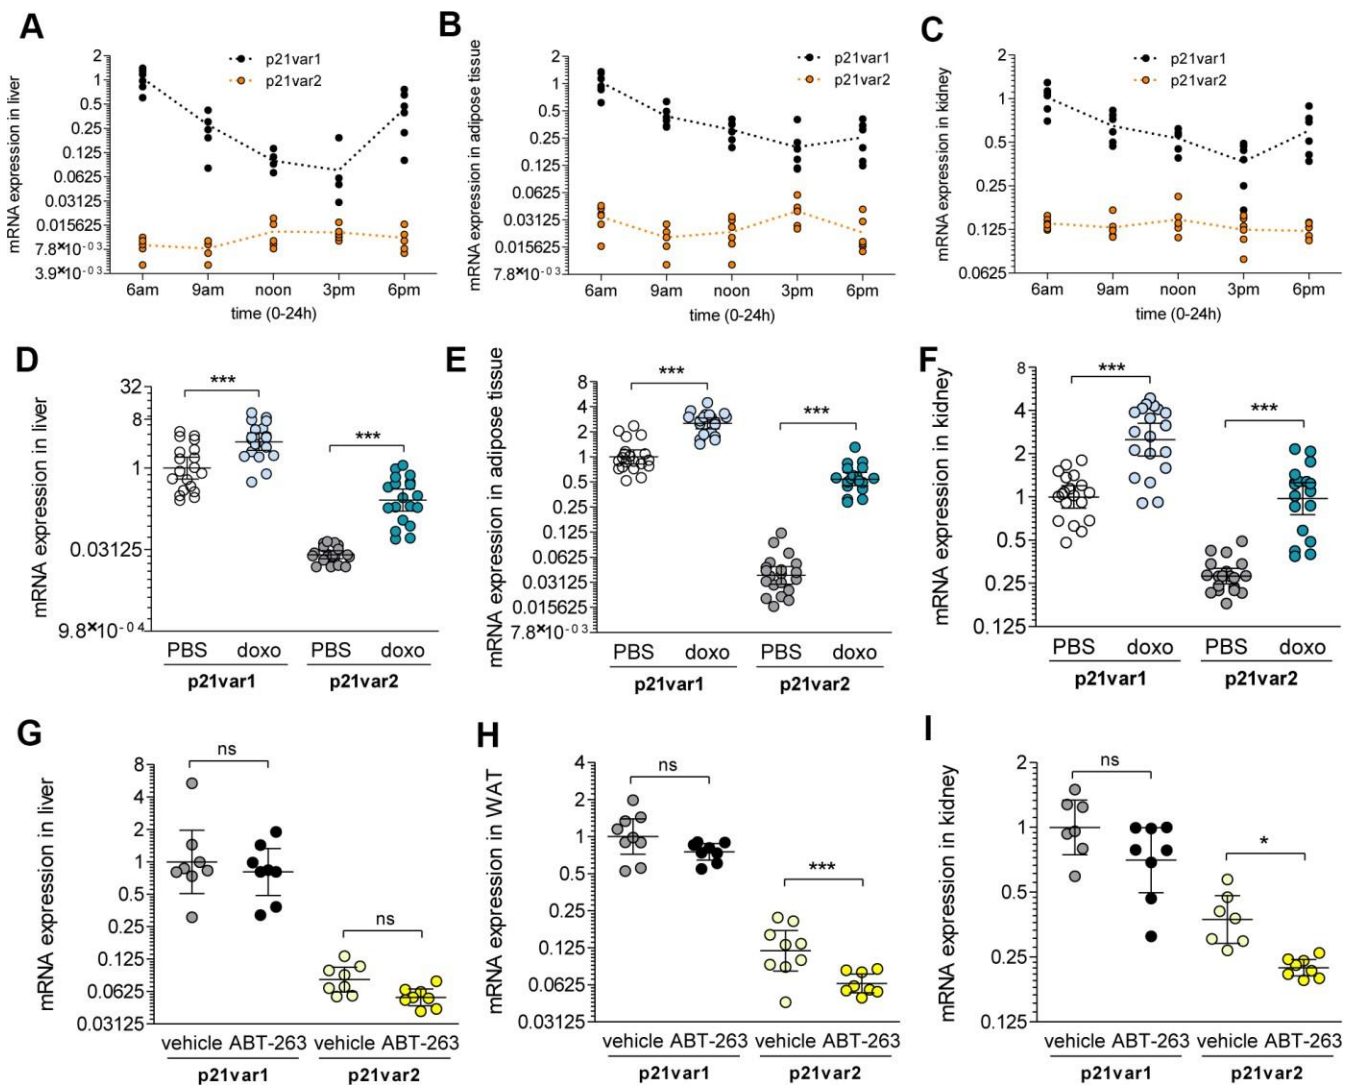 A
mRNA expression in liver
2
1
0.5
0.25
0.125
0.0625
0.03125
0.015625
7.8×10-03
3.9×10-03
p21var1
p21var2
6am 9am noon 3pm 6pm
time (0-24h)
B
mRNA expression in adipose tissue
2
1
0.5
0.25
0.125
0.0625
0.03125
0.015625
7.8×10-03
p21var1
p21var2
6am 9am noon 3pm 6pm
time (0-24h)
C
mRNA expression in kidney
2
1
0.5
0.25
0.125
0.0625
p21var1
p21var2
6am 9am noon 3pm 6pm
time (0-24h)
D
mRNA expression in liver
32
8
1
0.03125
9.8×10-04
***
***
PBS doxo PBS doxo
p21var1 p21var2
E
mRNA expression in adipose tissue
8
4
2
1
0.5
0.25
0.125
0.0625
0.03125
0.015625
7.8×10-03
***
***
PBS doxo PBS doxo
p21var1 p21var2
F
mRNA expression in kidney
8
4
2
1
0.5
0.25
0.125
***
***
PBS doxo PBS doxo
p21var1 p21var2
G
mRNA expression in liver
8
4
2
1
0.5
0.25
0.125
0.0625
0.03125
ns
ns
vehicle ABT-263 vehicle ABT-263
p21var1 p21var2
H
mRNA expression in WAT
4
2
1
0.5
0.25
0.125
0.0625
0.03125
ns
***
vehicle ABT-263 vehicle ABT-263
p21var1 p21var2
I
mRNA expression in kidney
2
1
0.5
0.25
0.125
ns
*
vehicle ABT-263 vehicle ABT-263
p21var1 p21var2